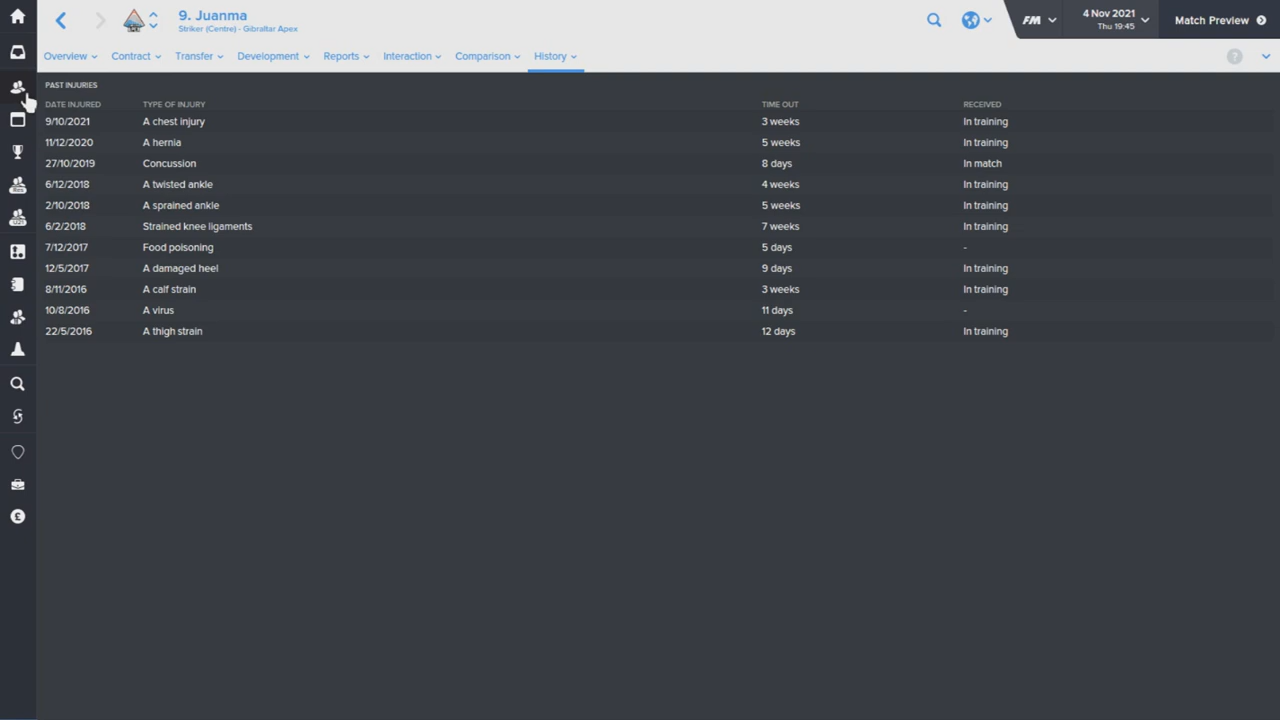 9. Juanma
Striker (Centre) - Gibraltar Apex
FM
4 Nov 2021
Thu 19:45
Match Preview
Overview Contract Transfer Development Reports Interaction Comparison History
PAST INJURIES
DATE INJURED TYPE OF INJURY TIME OUT RECEIVED
9/10/2021 A chest injury 3 weeks In training
11/12/2020 A hernia 5 weeks In training
27/10/2019 Concussion 8 days In match
6/12/2018 A twisted ankle 4 weeks In training
2/10/2018 A sprained ankle 5 weeks In training
6/2/2018 Strained knee ligaments 7 weeks In training
7/12/2017 Food poisoning 5 days -
12/5/2017 A damaged heel 9 days In training
8/11/2016 A calf strain 3 weeks In training
10/8/2016 A virus 11 days -
22/5/2016 A thigh strain 12 days In training